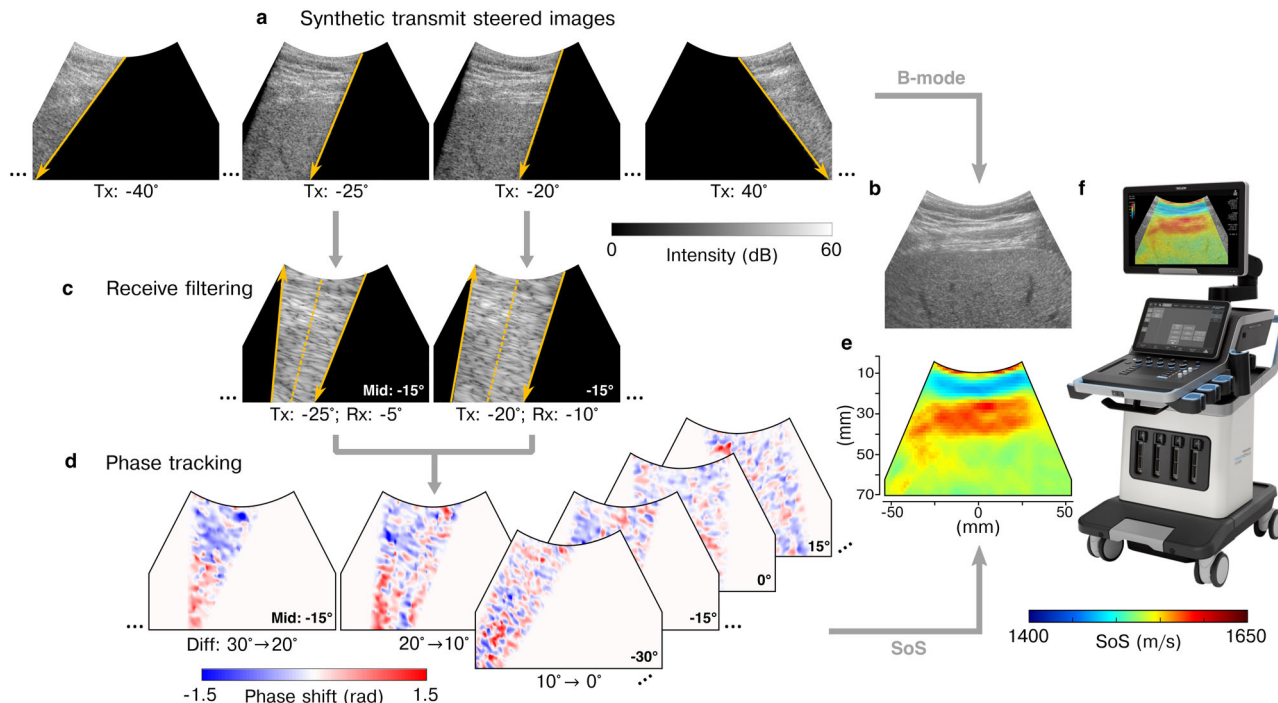 a Synthetic transmit steered images
... Tx: -40° ... Tx: -25° Tx: -20° ... Tx: 40° ...
B-mode
0 Intensity (dB) 60
b
f
c Receive filtering
Mid: -15°
-15°
... Tx: -25°; Rx: -5° Tx: -20°; Rx: -10° ...
d Phase tracking
Mid: -15°
-30°
-15°
0°
15°
... Diff: 30°→20° 20°→10° 10°→0° ... ... ...
-1.5 Phase shift (rad) 1.5
e
10
30
50
70
(mm)
-50 0 50
(mm)
SoS
1400 SoS (m/s) 1650